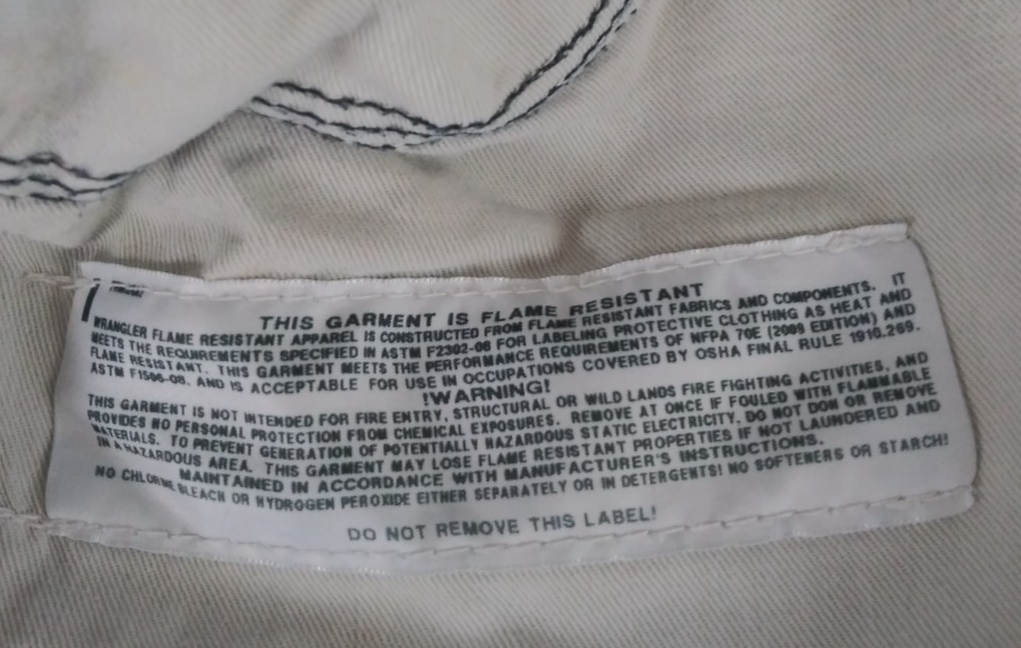 THIS GARMENT IS FLAME RESISTANT
WRANGLER FLAME RESISTANT APPAREL IS CONSTRUCTED FROM FLAME RESISTANT FABRICS AND COMPONENTS. IT
MEETS THE REQUIREMENTS SPECIFIED IN ASTM F2302-08 FOR LABELING PROTECTIVE CLOTHING AS HEAT AND
FLAME RESISTANT. THIS GARMENT MEETS THE PERFORMANCE REQUIREMENTS OF NFPA 70E (2009 EDITION) AND
ASTM F1506-08. AND IS ACCEPTABLE FOR USE IN OCCUPATIONS COVERED BY OSHA FINAL RULE 1910.269.
!WARNING!
THIS GARMENT IS NOT INTENDED FOR FIRE ENTRY, STRUCTURAL OR WILD LANDS FIRE FIGHTING ACTIVITIES, AND
PROVIDES NO PERSONAL PROTECTION FROM CHEMICAL EXPOSURES. REMOVE AT ONCE IF FOULED WITH FLAMMABLE
MATERIALS. TO PREVENT GENERATION OF POTENTIALLY HAZARDOUS STATIC ELECTRICITY, DO NOT DON OR REMOVE
IN A HAZARDOUS AREA. THIS GARMENT MAY LOSE FLAME RESISTANT PROPERTIES IF NOT LAUNDERED AND
MAINTAINED IN ACCORDANCE WITH MANUFACTURER'S INSTRUCTIONS.
NO CHLORINE BLEACH OR HYDROGEN PEROXIDE EITHER SEPARATELY OR IN DETERGENTS! NO SOFTENERS OR STARCH!
DO NOT REMOVE THIS LABEL!